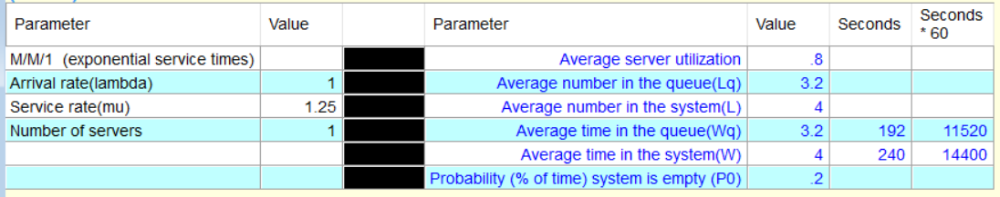 Parameter Value Parameter Value Seconds Seconds * 60
M/M/1 (exponential service times) Average server utilization .8
Arrival rate(lambda) 1 Average number in the queue(Lq) 3.2
Service rate(mu) 1.25 Average number in the system(L) 4
Number of servers 1 Average time in the queue(Wq) 3.2 192 11520
Average time in the system(W) 4 240 14400
Probability (% of time) system is empty (P0) .2